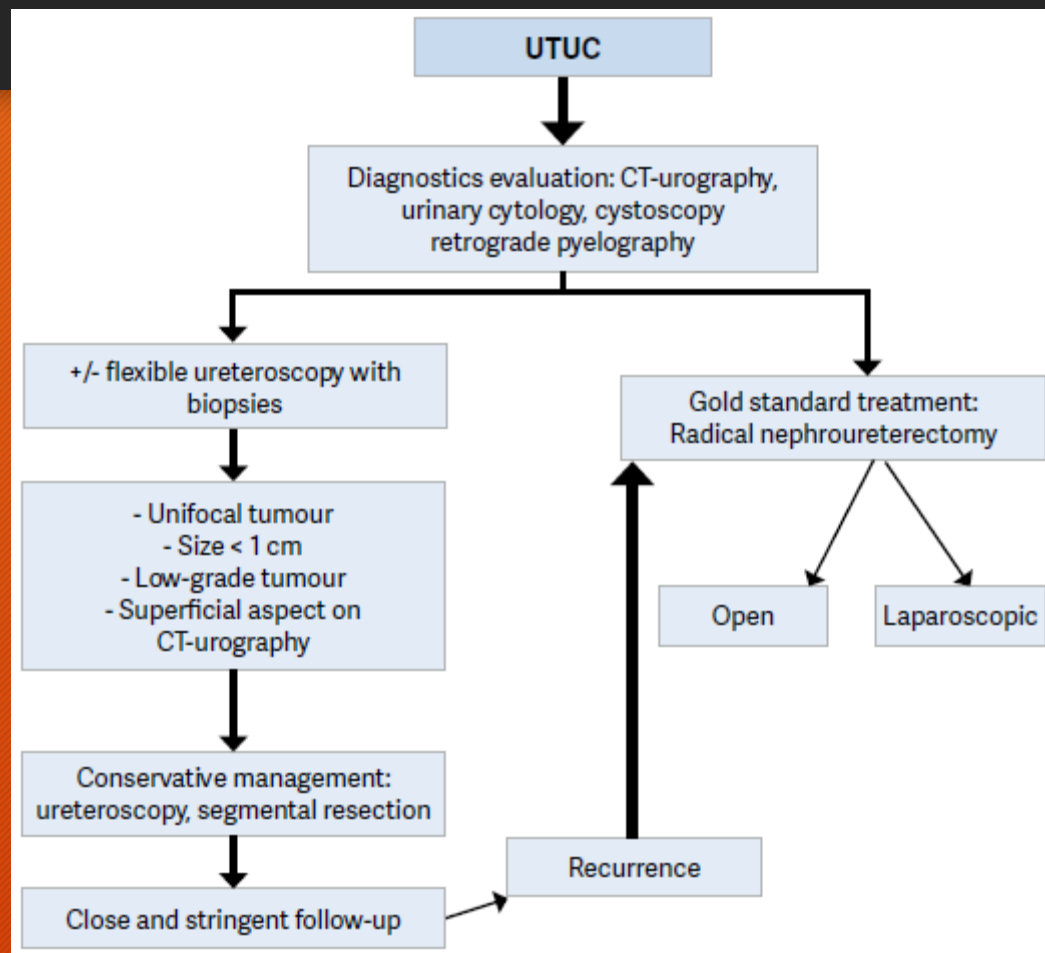 UTUC
Diagnostics evaluation: CT-urography,
urinary cytology, cystoscopy
retrograde pyelography
+/- flexible ureteroscopy with
biopsies
- Unifocal tumour
- Size < 1 cm
- Low-grade tumour
- Superficial aspect on
CT-urography
Conservative management:
ureteroscopy, segmental resection
Close and stringent follow-up
Recurrence
Gold standard treatment:
Radical nephroureterectomy
Open
Laparoscopic